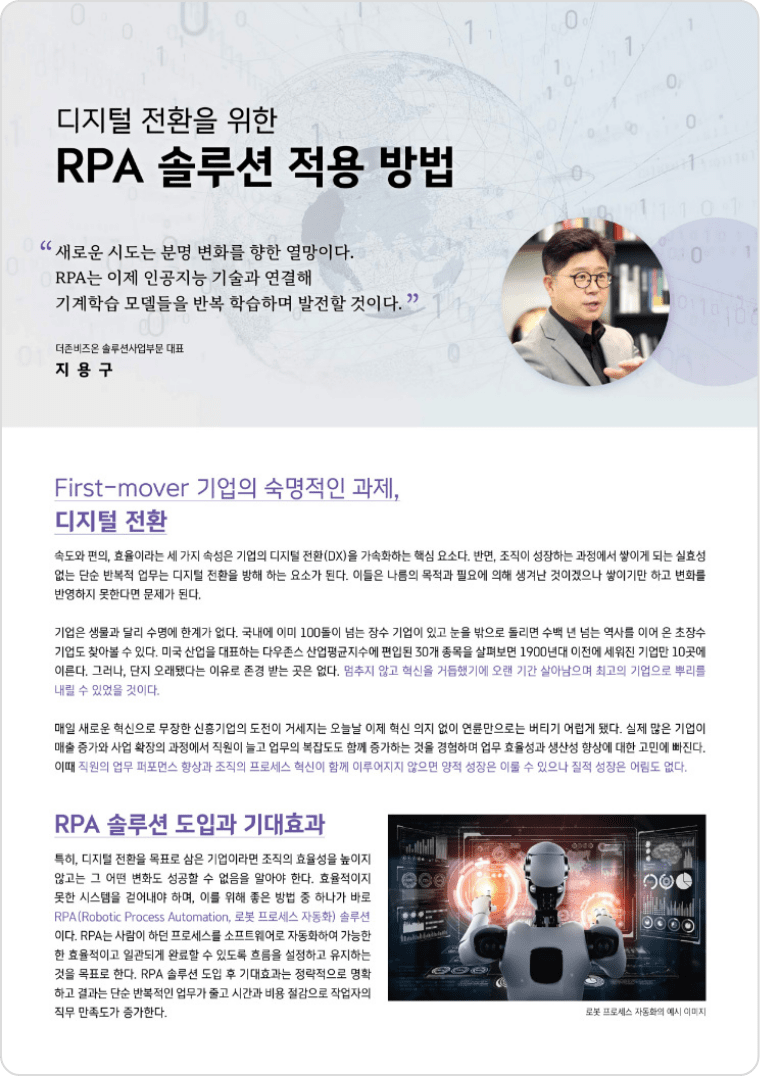 디지털 전환을 위한
RPA 솔루션 적용 방법
“ 새로운 시도는 분명 변화를 향한 열망이다.
RPA는 이제 인공지능 기술과 연결해
기계학습 모델들을 반복 학습하며 발전할 것이다. ”
더존비즈온 솔루션사업부문 대표
지 용 구
First-mover 기업의 숙명적인 과제,
디지털 전환
속도와 편의, 효율이라는 세 가지 속성은 기업의 디지털 전환(DX)을 가속화하는 핵심 요소다. 반면, 조직이 성장하는 과정에서 쌓이게 되는 실효성
없는 단순 반복적 업무는 디지털 전환을 방해 하는 요소가 된다. 이들은 나름의 목적과 필요에 의해 생겨난 것이겠으나 쌓이기만 하고 변화를
반영하지 못한다면 문제가 된다.
기업은 생물과 달리 수명에 한계가 없다. 국내에 이미 100돌이 넘는 장수 기업이 있고 눈을 밖으로 돌리면 수백 년 넘는 역사를 이어 온 초장수
기업도 찾아볼 수 있다. 미국 산업을 대표하는 다우존스 산업평균지수에 편입된 30개 종목을 살펴보면 1900년대 이전에 세워진 기업만 10곳에
이른다. 그러나, 단지 오래됐다는 이유로 존경 받는 곳은 없다. 멈추지 않고 혁신을 거듭했기에 오랜 기간 살아남으며 최고의 기업으로 뿌리를
내릴 수 있었을 것이다.
매일 새로운 혁신으로 무장한 신흥기업의 도전이 거세지는 오늘날 이제 혁신 의지 없이 연륜만으로는 버티기 어렵게 됐다. 실제 많은 기업이
매출 증가와 사업 확장의 과정에서 직원이 늘고 업무의 복잡도도 함께 증가하는 것을 경험하며 업무 효율성과 생산성 향상에 대한 고민에 빠진다.
이때 직원의 업무 퍼포먼스 향상과 조직의 프로세스 혁신이 함께 이루어지지 않으면 양적 성장은 이룰 수 있으나 질적 성장은 어림도 없다.
RPA 솔루션 도입과 기대효과
특히, 디지털 전환을 목표로 삼은 기업이라면 조직의 효율성을 높이지
않고는 그 어떤 변화도 성공할 수 없음을 알아야 한다. 효율적이지
못한 시스템을 걷어내야 하며, 이를 위해 좋은 방법 중 하나가 바로
RPA(Robotic Process Automation, 로봇 프로세스 자동화) 솔루션
이다. RPA는 사람이 하던 프로세스를 소프트웨어로 자동화하여 가능한
한 효율적이고 일관되게 완료할 수 있도록 흐름을 설정하고 유지하는
것을 목표로 한다. RPA 솔루션 도입 후 기대효과는 정략적으로 명확
하고 결과는 단순 반복적인 업무가 줄고 시간과 비용 절감으로 작업자의
직무 만족도가 증가한다.
로봇 프로세스 자동화의 예시 이미지